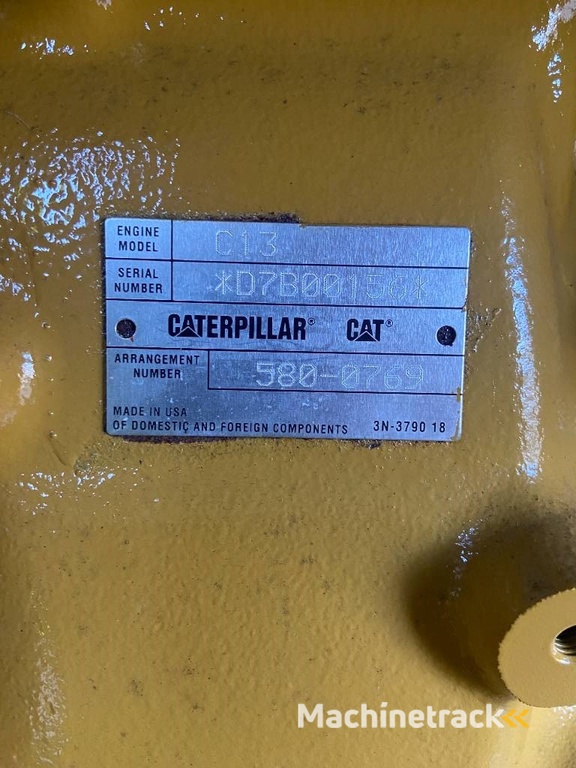 ENGINE MODEL C13
SERIAL NUMBER *D7B00156*
CATERPILLAR® CAT®
ARRANGEMENT NUMBER 580-0769
MADE IN USA
OF DOMESTIC AND FOREIGN COMPONENTS 3N-3790 18
Machinetrack